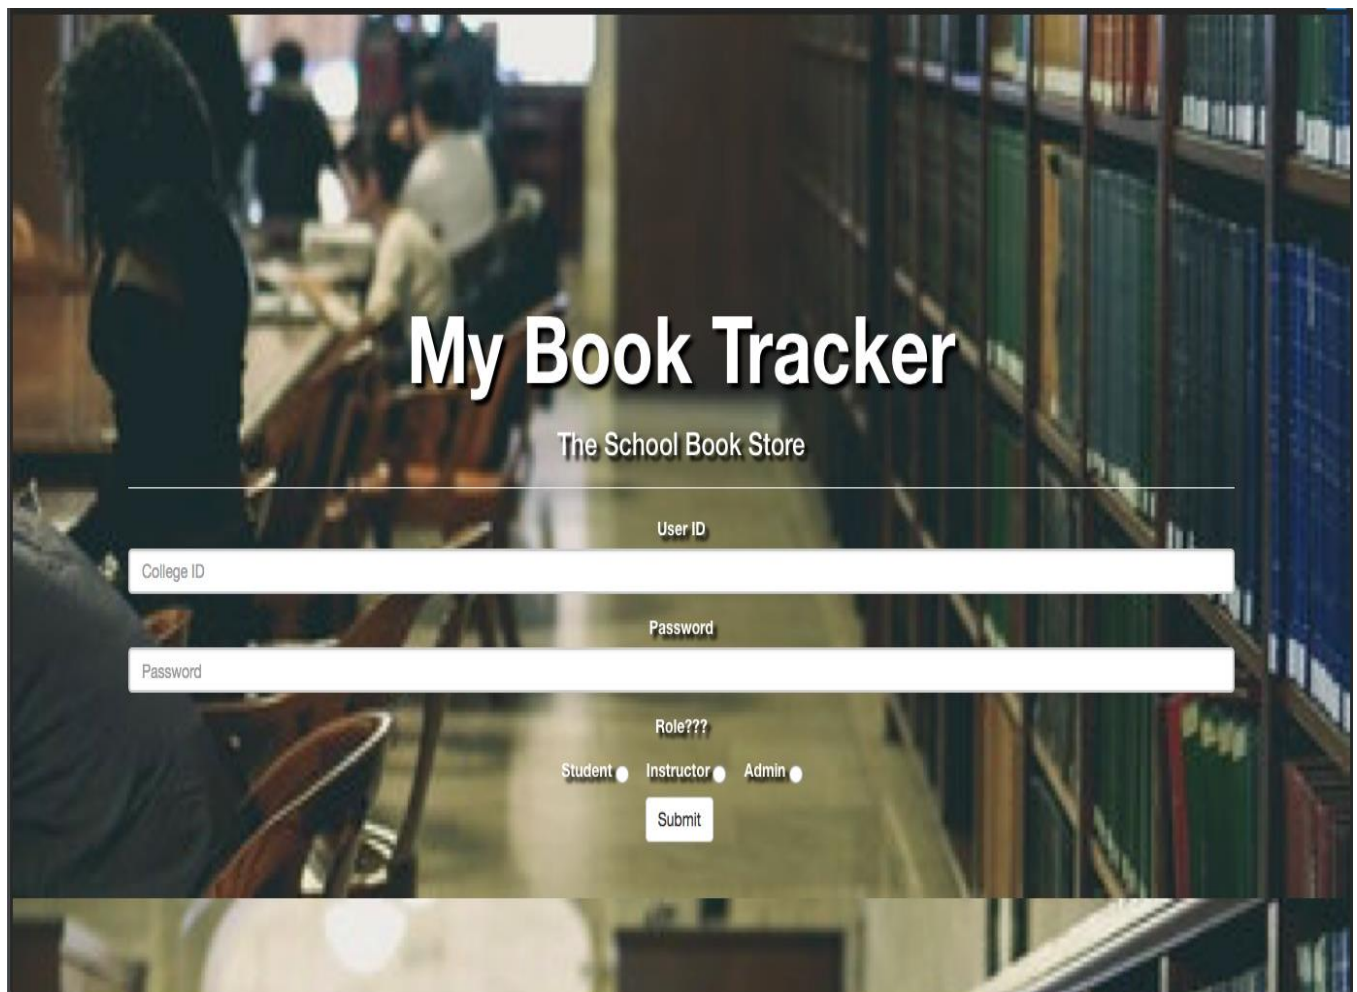 My Book Tracker
The School Book Store
User ID
College ID
Password
Password
Role???
Student Instructor Admin
Submit